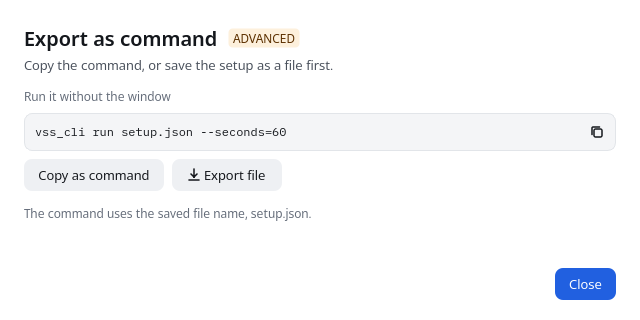 Export as command ADVANCED
Copy the command, or save the setup as a file first.
Run it without the window
vss_cli run setup.json --seconds=60
Copy as command Export file
The command uses the saved file name, setup.json.
Close